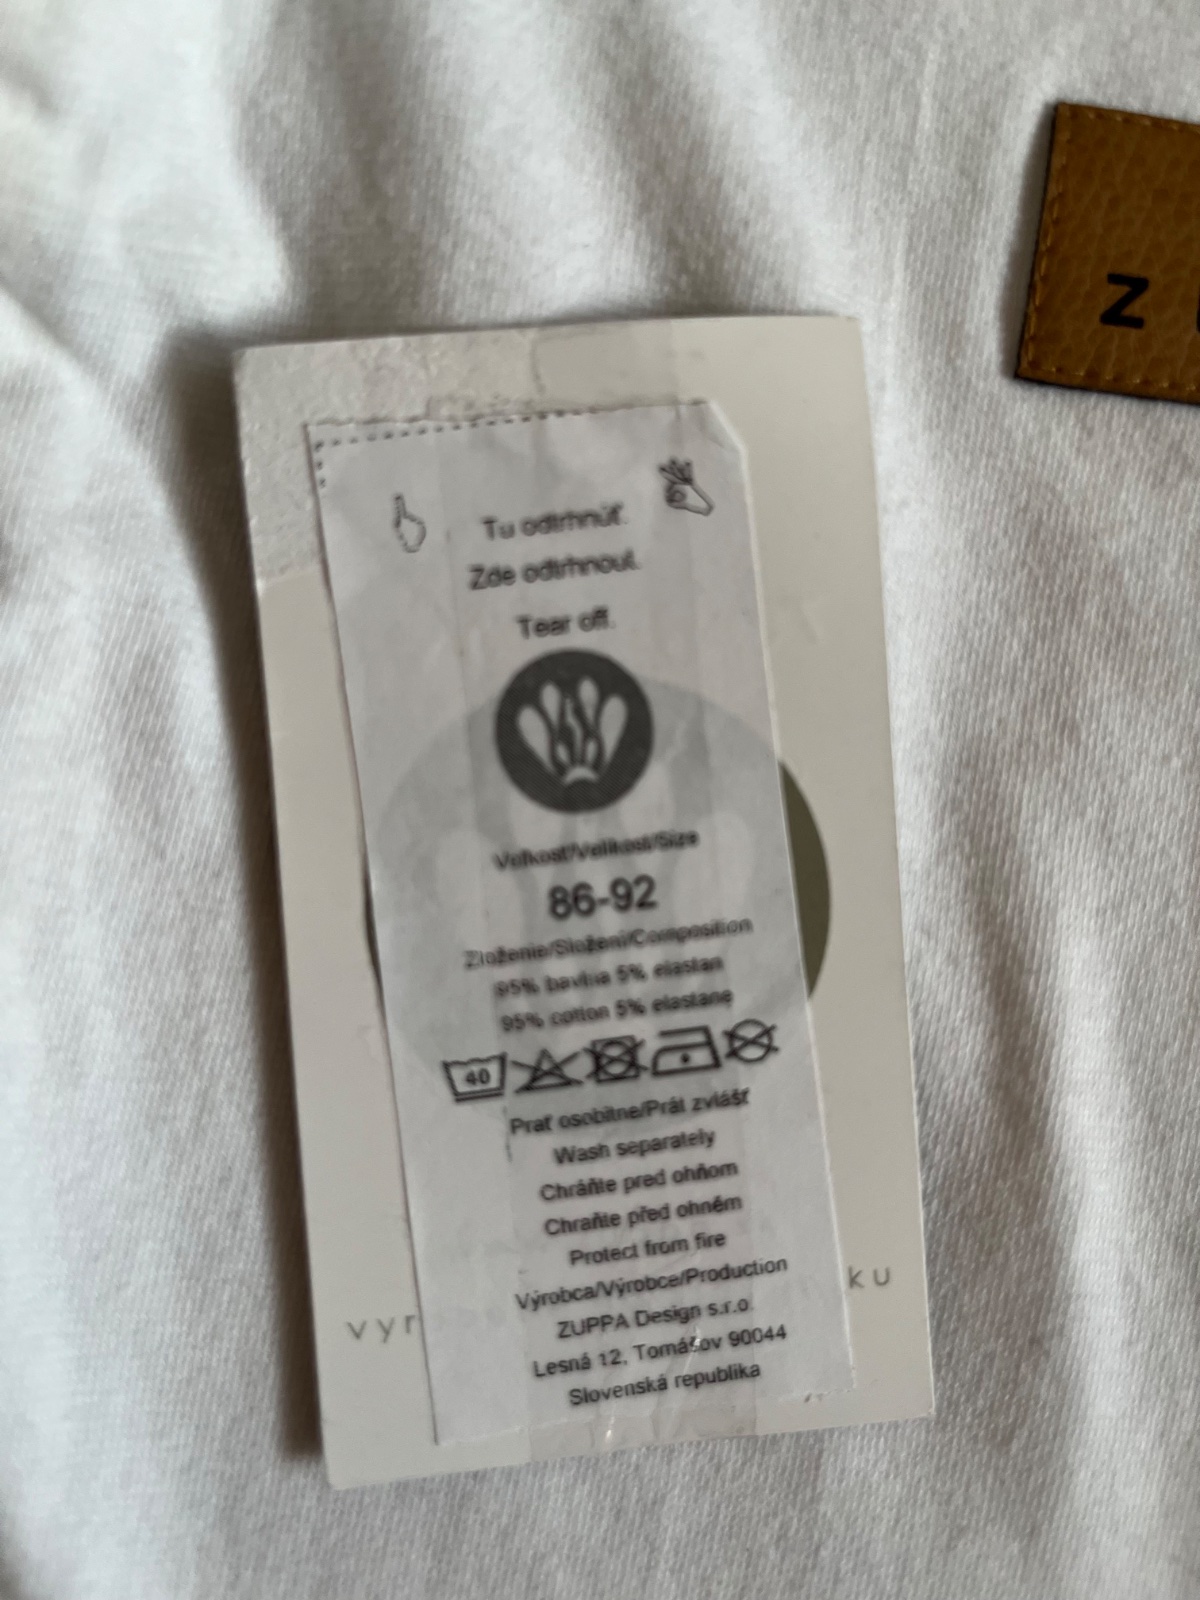 Z
Tu odtrhnúť.
Zde odtrhnout.
Tear off.
Veľkosť/Velikost/Size
86-92
Zloženie/Složení/Composition
95% bavlna 5% elastan
95% cotton 5% elastane
40
Prať osobitne/Prát zvlášť
Wash separately
Chráňte pred ohňom
Chraňte před ohněm
Protect from fire
Výrobca/Výrobce/Production
ZUPPA Design s.r.o.
Lesná 12, Tomášov 90044
Slovenská republika
vyr ku